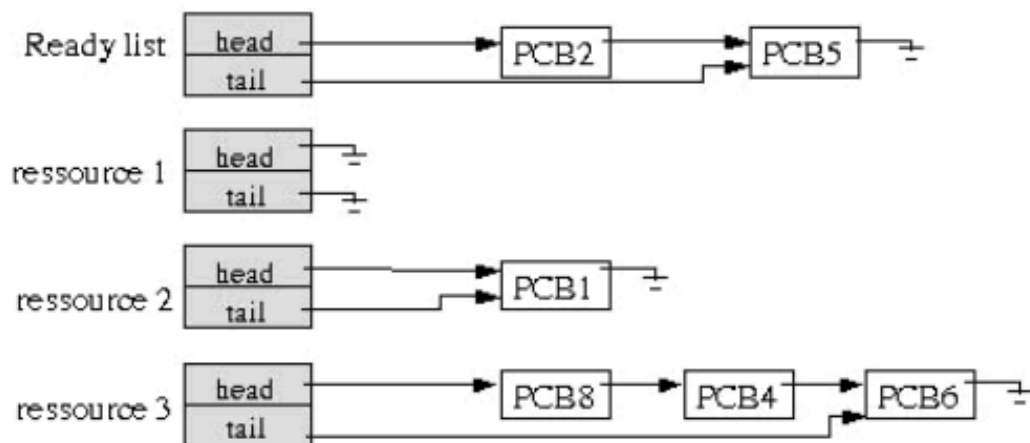 Ready list
head
tail
PCB2
PCB5
ressource 1
head
tail
ressource 2
head
tail
PCB1
ressource 3
head
tail
PCB8
PCB4
PCB6